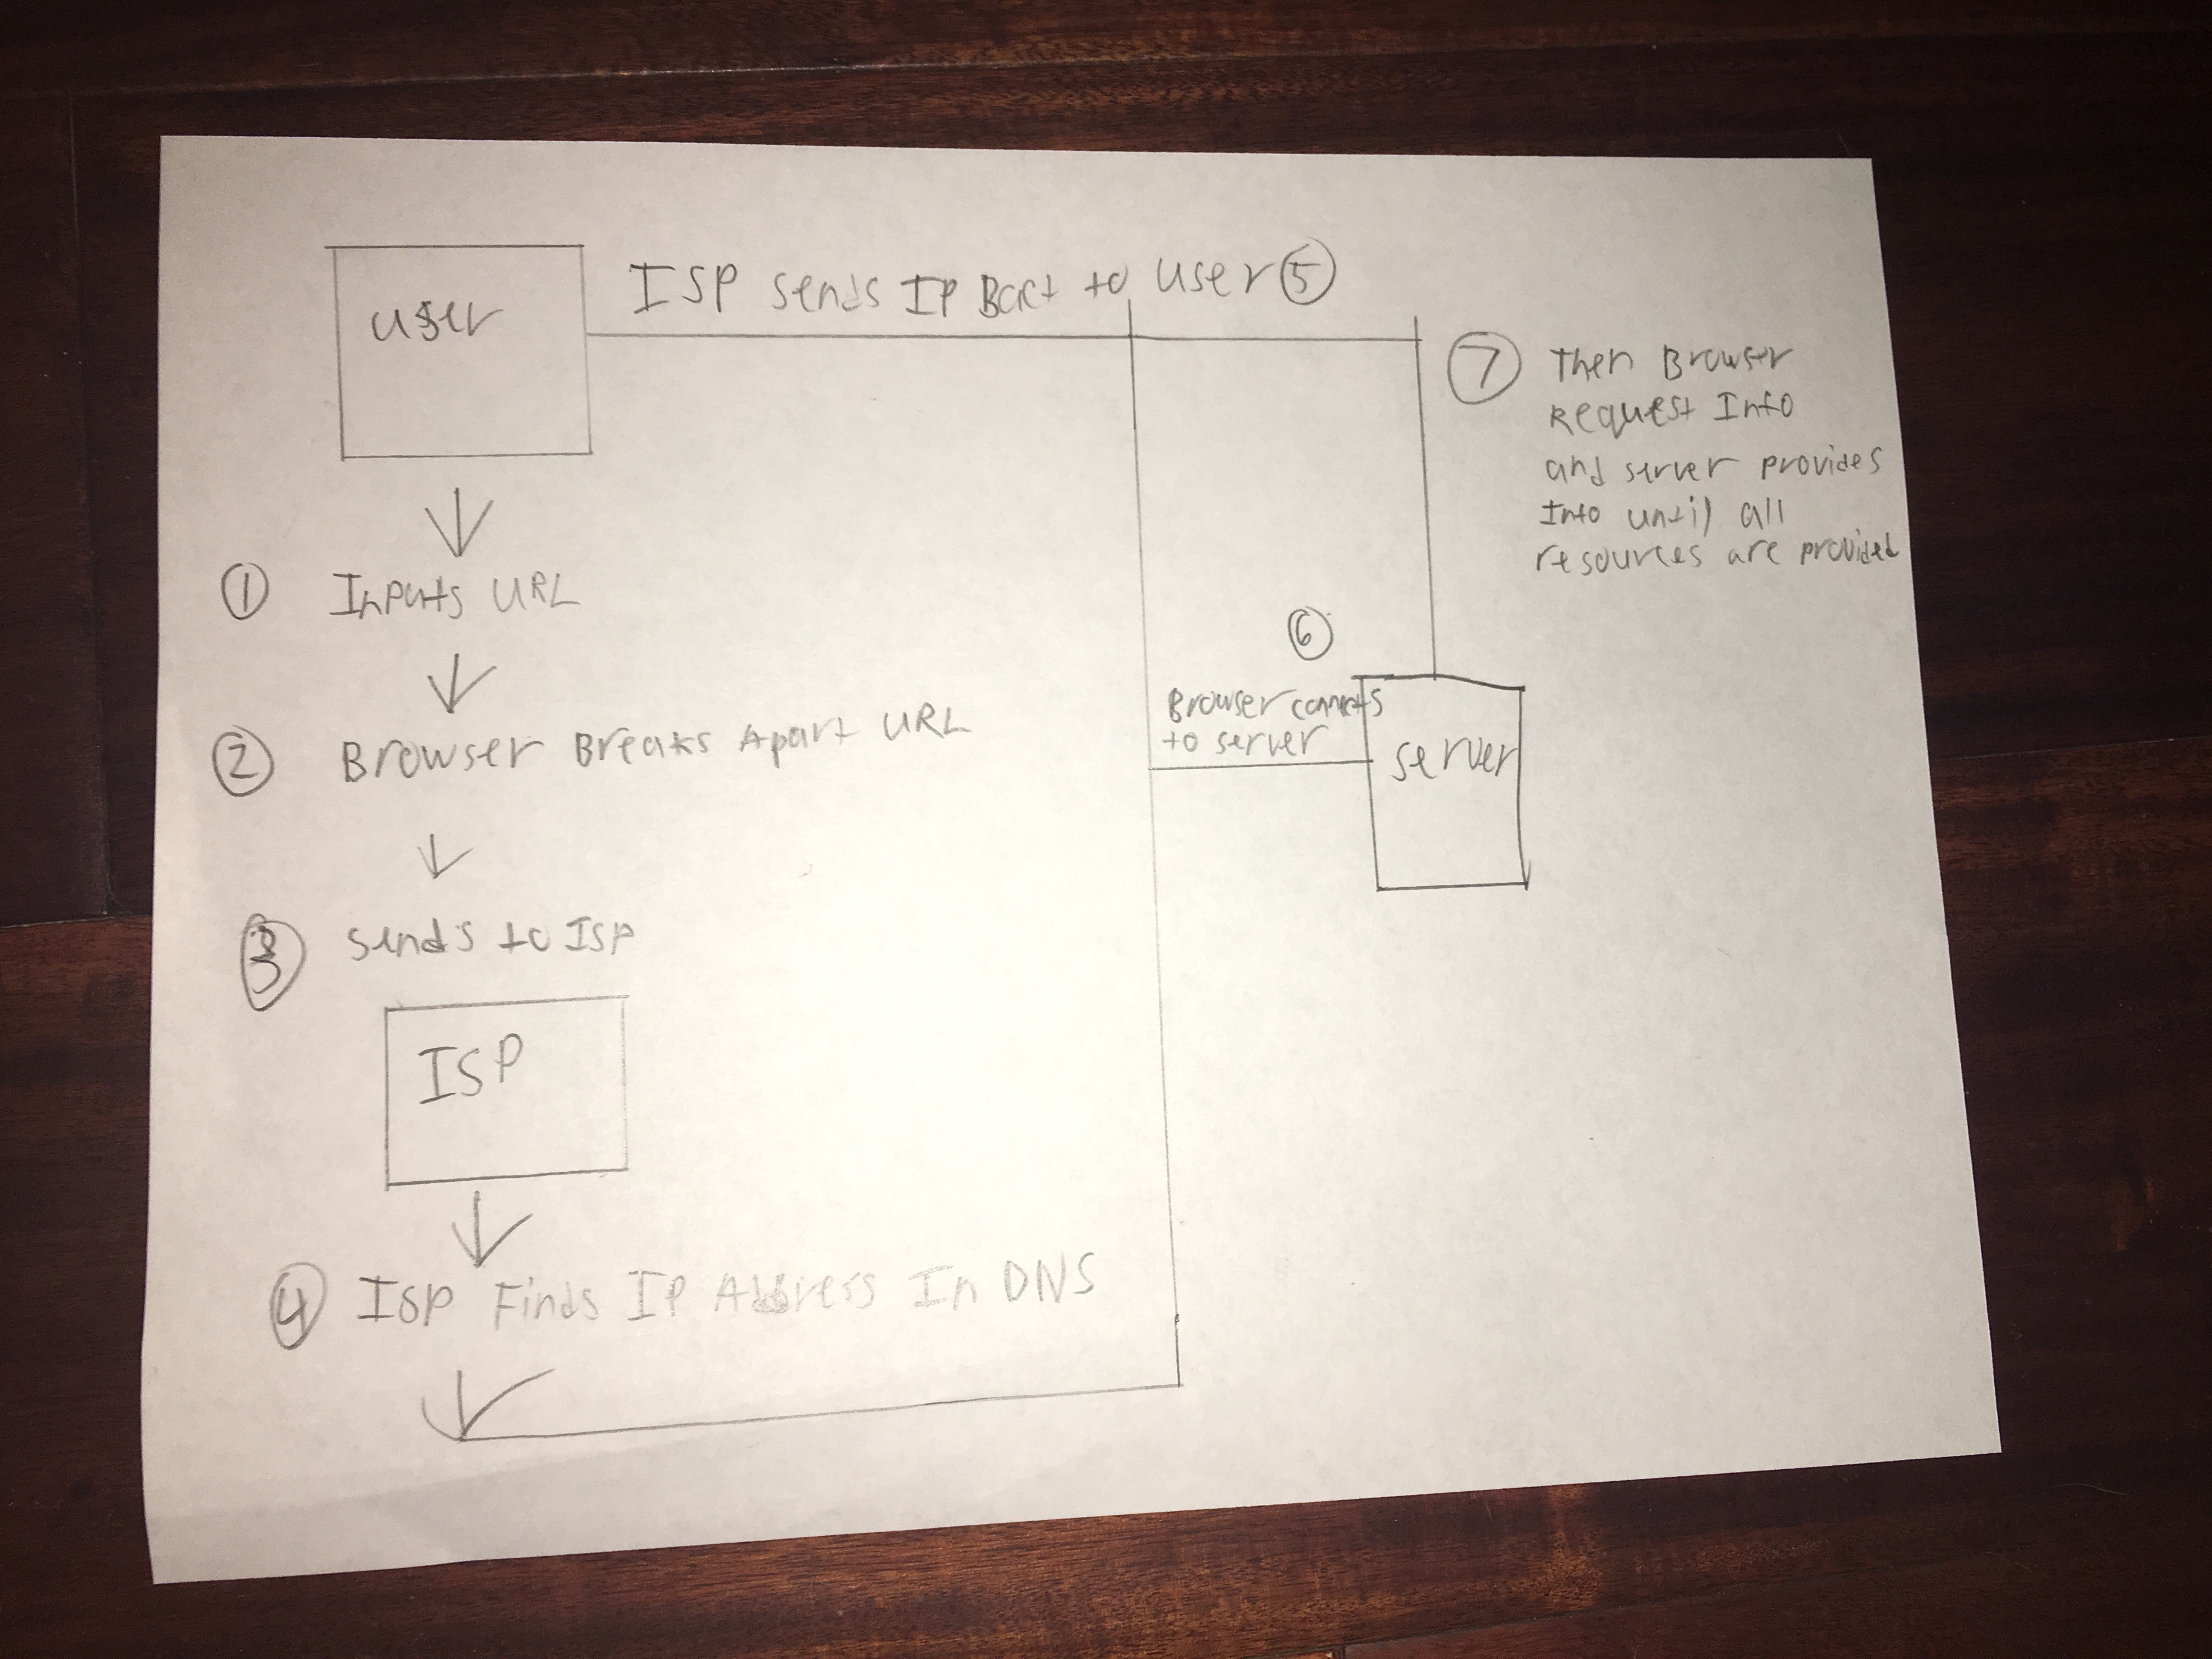 User
ISP sends IP Back to user 5
1 Inputs URL
2 Browser Breaks Apart URL
3 sends to ISP
ISP
4 ISP Finds IP Address In DNS
6
Browser connects
to server
server
7 Then Browser
Request Info
and server provides
Info until all
resources are provided